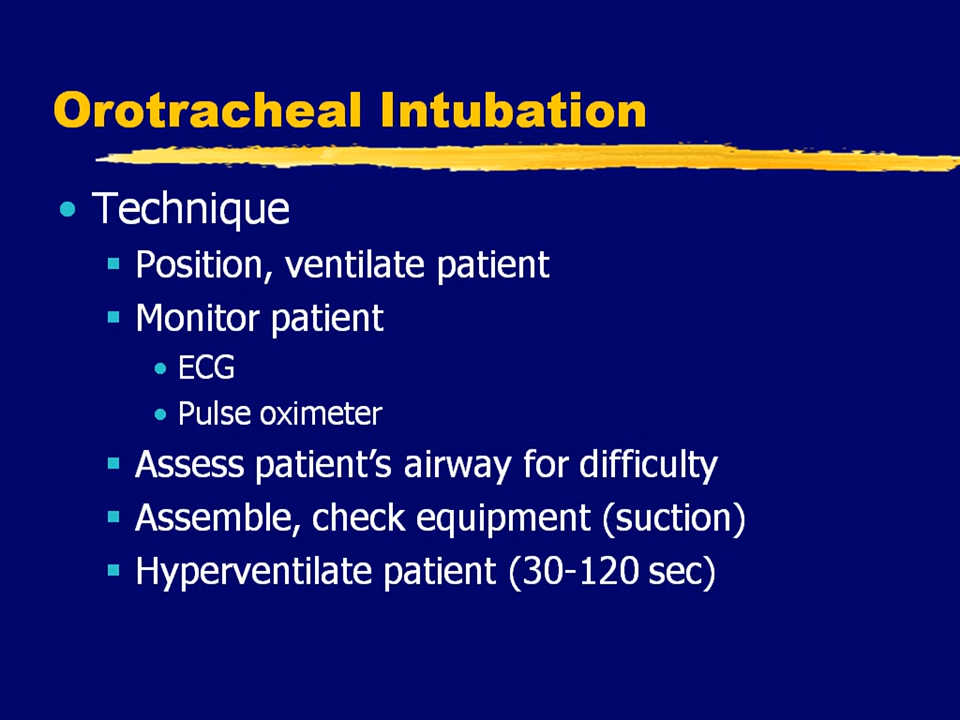 Orotracheal Intubation
• Technique
▪ Position, ventilate patient
▪ Monitor patient
• ECG
• Pulse oximeter
▪ Assess patient’s airway for difficulty
▪ Assemble, check equipment (suction)
▪ Hyperventilate patient (30-120 sec)